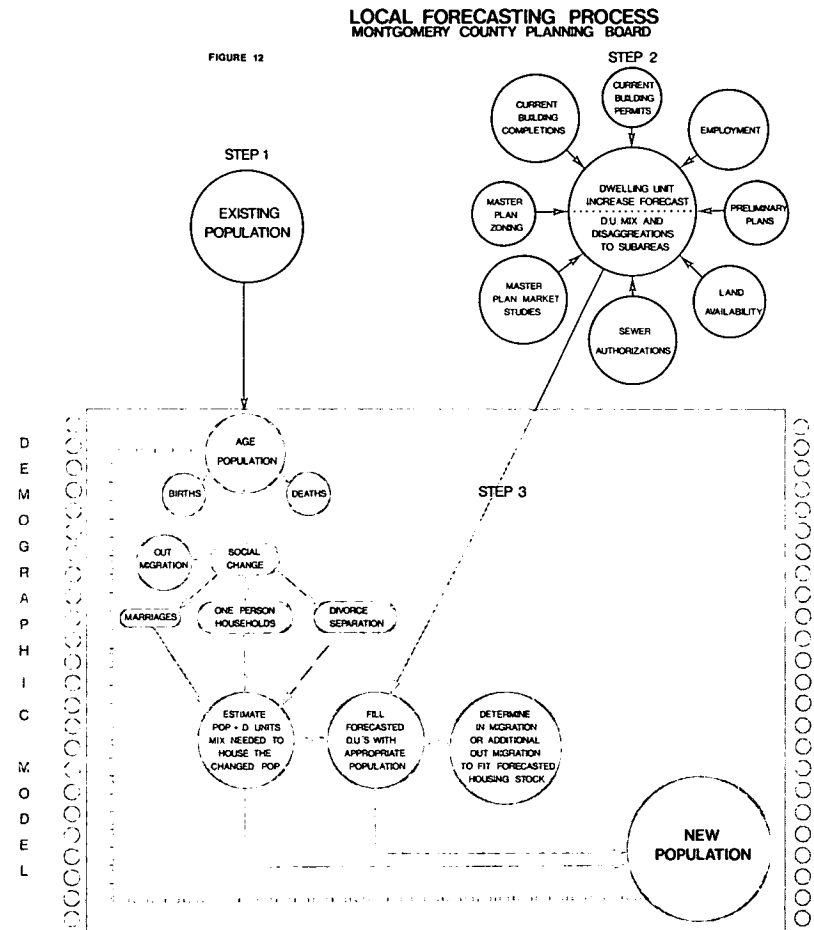 LOCAL FORECASTING PROCESS
MONTGOMERY COUNTY PLANNING BOARD
FIGURE 12
STEP 1
EXISTING
POPULATION
STEP 2
CURRENT
BUILDING
COMPLETIONS
CURRENT
BUILDING
PERMITS
EMPLOYMENT
MASTER
PLAN
ZONING
DWELLING UNIT
INCREASE FORECAST
D.U. MIX AND
DISAGGREATIONS
TO SUBAREAS
PRELIMINARY
PLANS
MASTER
PLAN MARKET
STUDIES
SEWER
AUTHORIZATIONS
LAND
AVAILABILITY
DEMOGRAPHIC MODEL
AGE
POPULATION
BIRTHS
DEATHS
STEP 3
OUT
MIGRATION
SOCIAL
CHANGE
MARRIAGES
ONE PERSON
HOUSEHOLDS
DIVORCE
SEPARATION
ESTIMATE
POP + D. UNITS
MIX NEEDED TO
HOUSE THE
CHANGED POP
FILL
FORECASTED
D.U.'S WITH
APPROPRIATE
POPULATION
DETERMINE
IN MIGRATION
OR ADDITIONAL
OUT MIGRATION
TO FIT FORECASTED
HOUSING STOCK
NEW
POPULATION